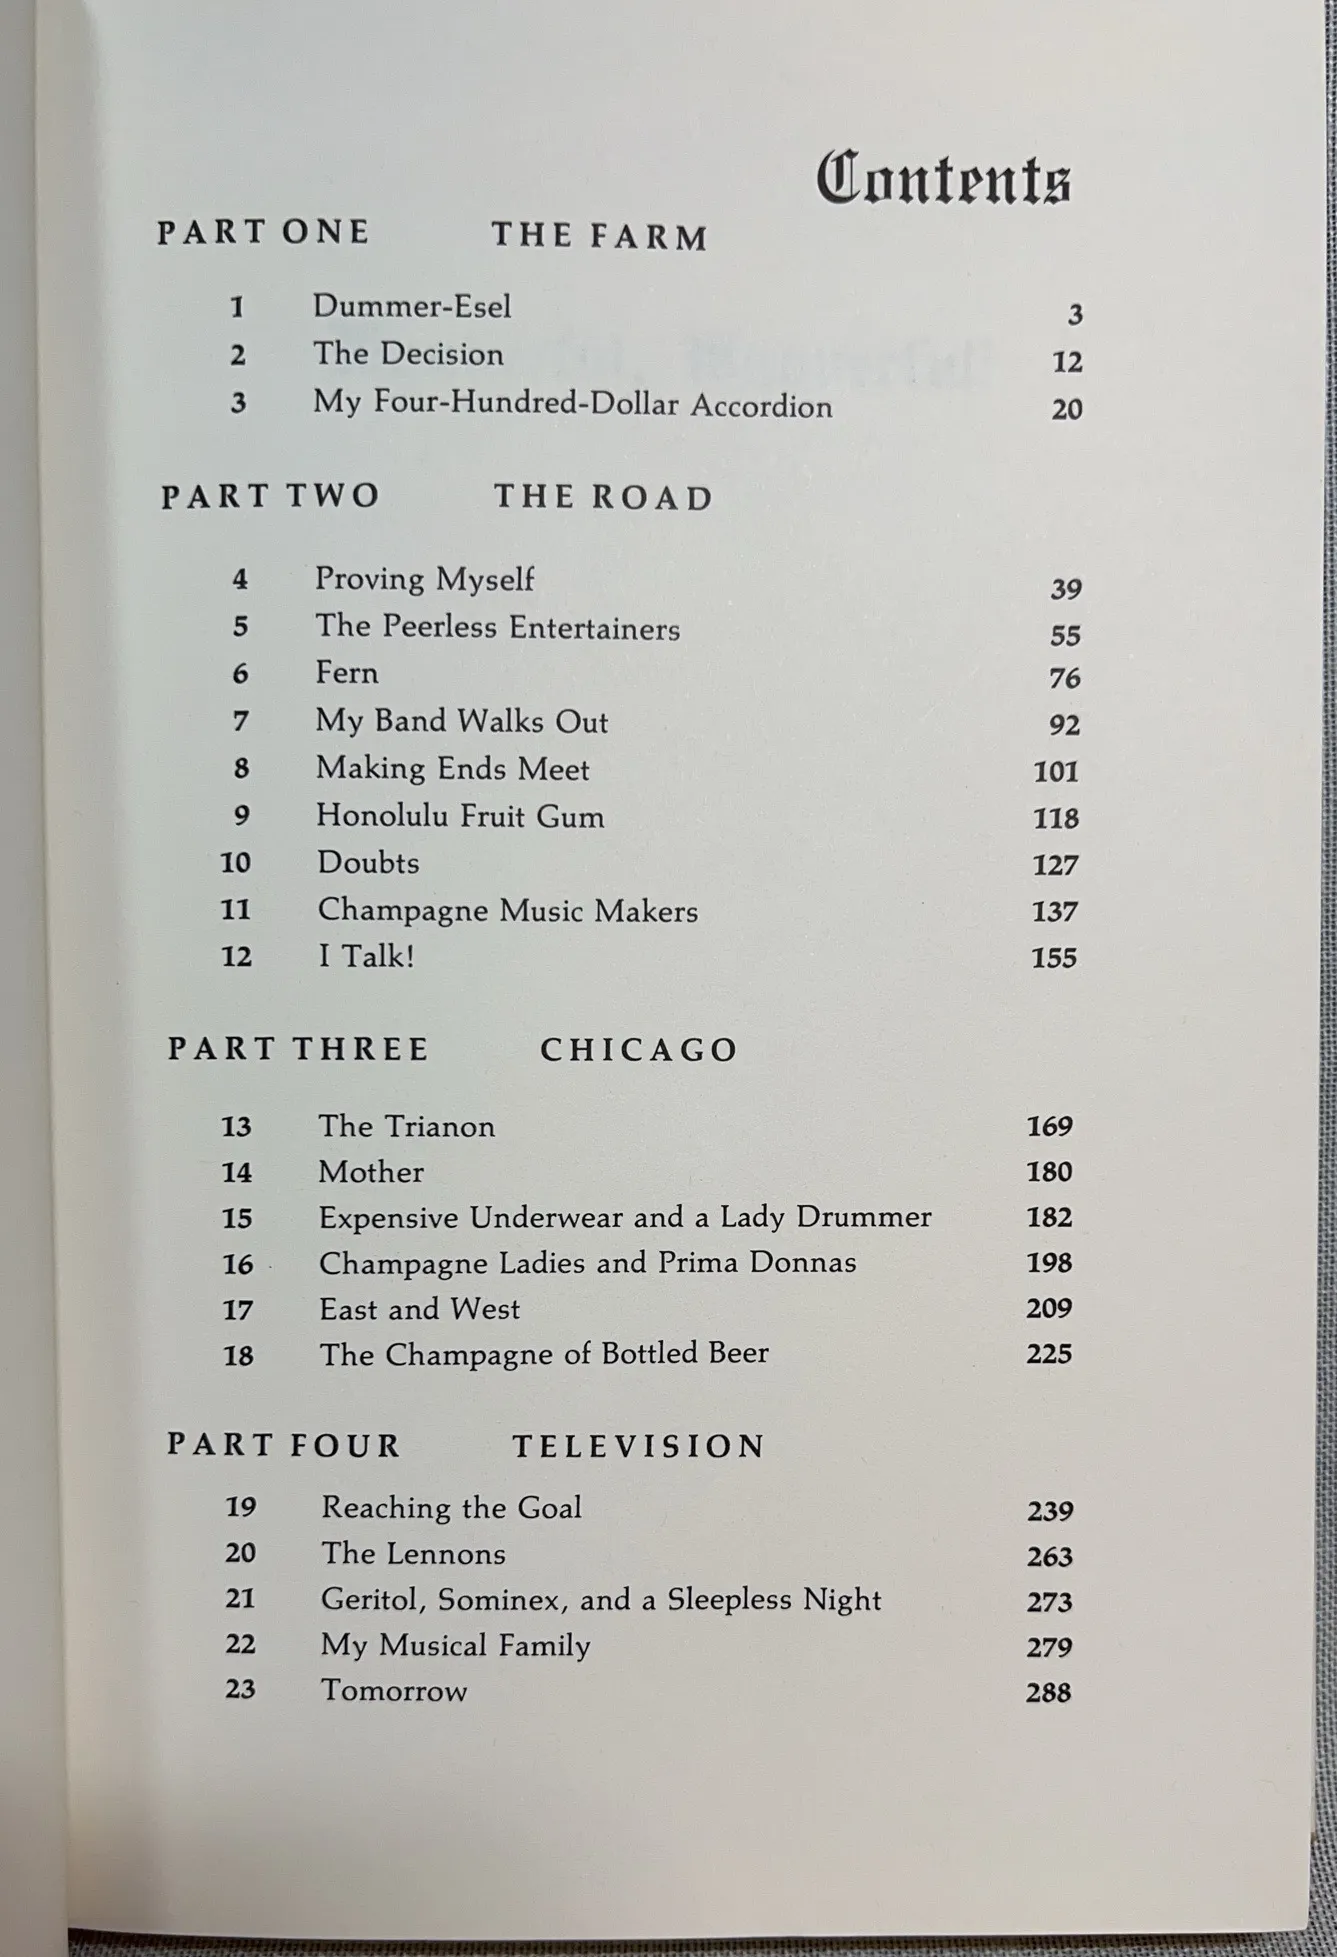 Contents
PART ONE THE FARM
1 Dummer-Esel 3
2 The Decision 12
3 My Four-Hundred-Dollar Accordion 20
PART TWO THE ROAD
4 Proving Myself 39
5 The Peerless Entertainers 55
6 Fern 76
7 My Band Walks Out 92
8 Making Ends Meet 101
9 Honolulu Fruit Gum 118
10 Doubts 127
11 Champagne Music Makers 137
12 I Talk! 155
PART THREE CHICAGO
13 The Trianon 169
14 Mother 180
15 Expensive Underwear and a Lady Drummer 182
16 Champagne Ladies and Prima Donnas 198
17 East and West 209
18 The Champagne of Bottled Beer 225
PART FOUR TELEVISION
19 Reaching the Goal 239
20 The Lennons 263
21 Geritol, Sominex, and a Sleepless Night 273
22 My Musical Family 279
23 Tomorrow 288